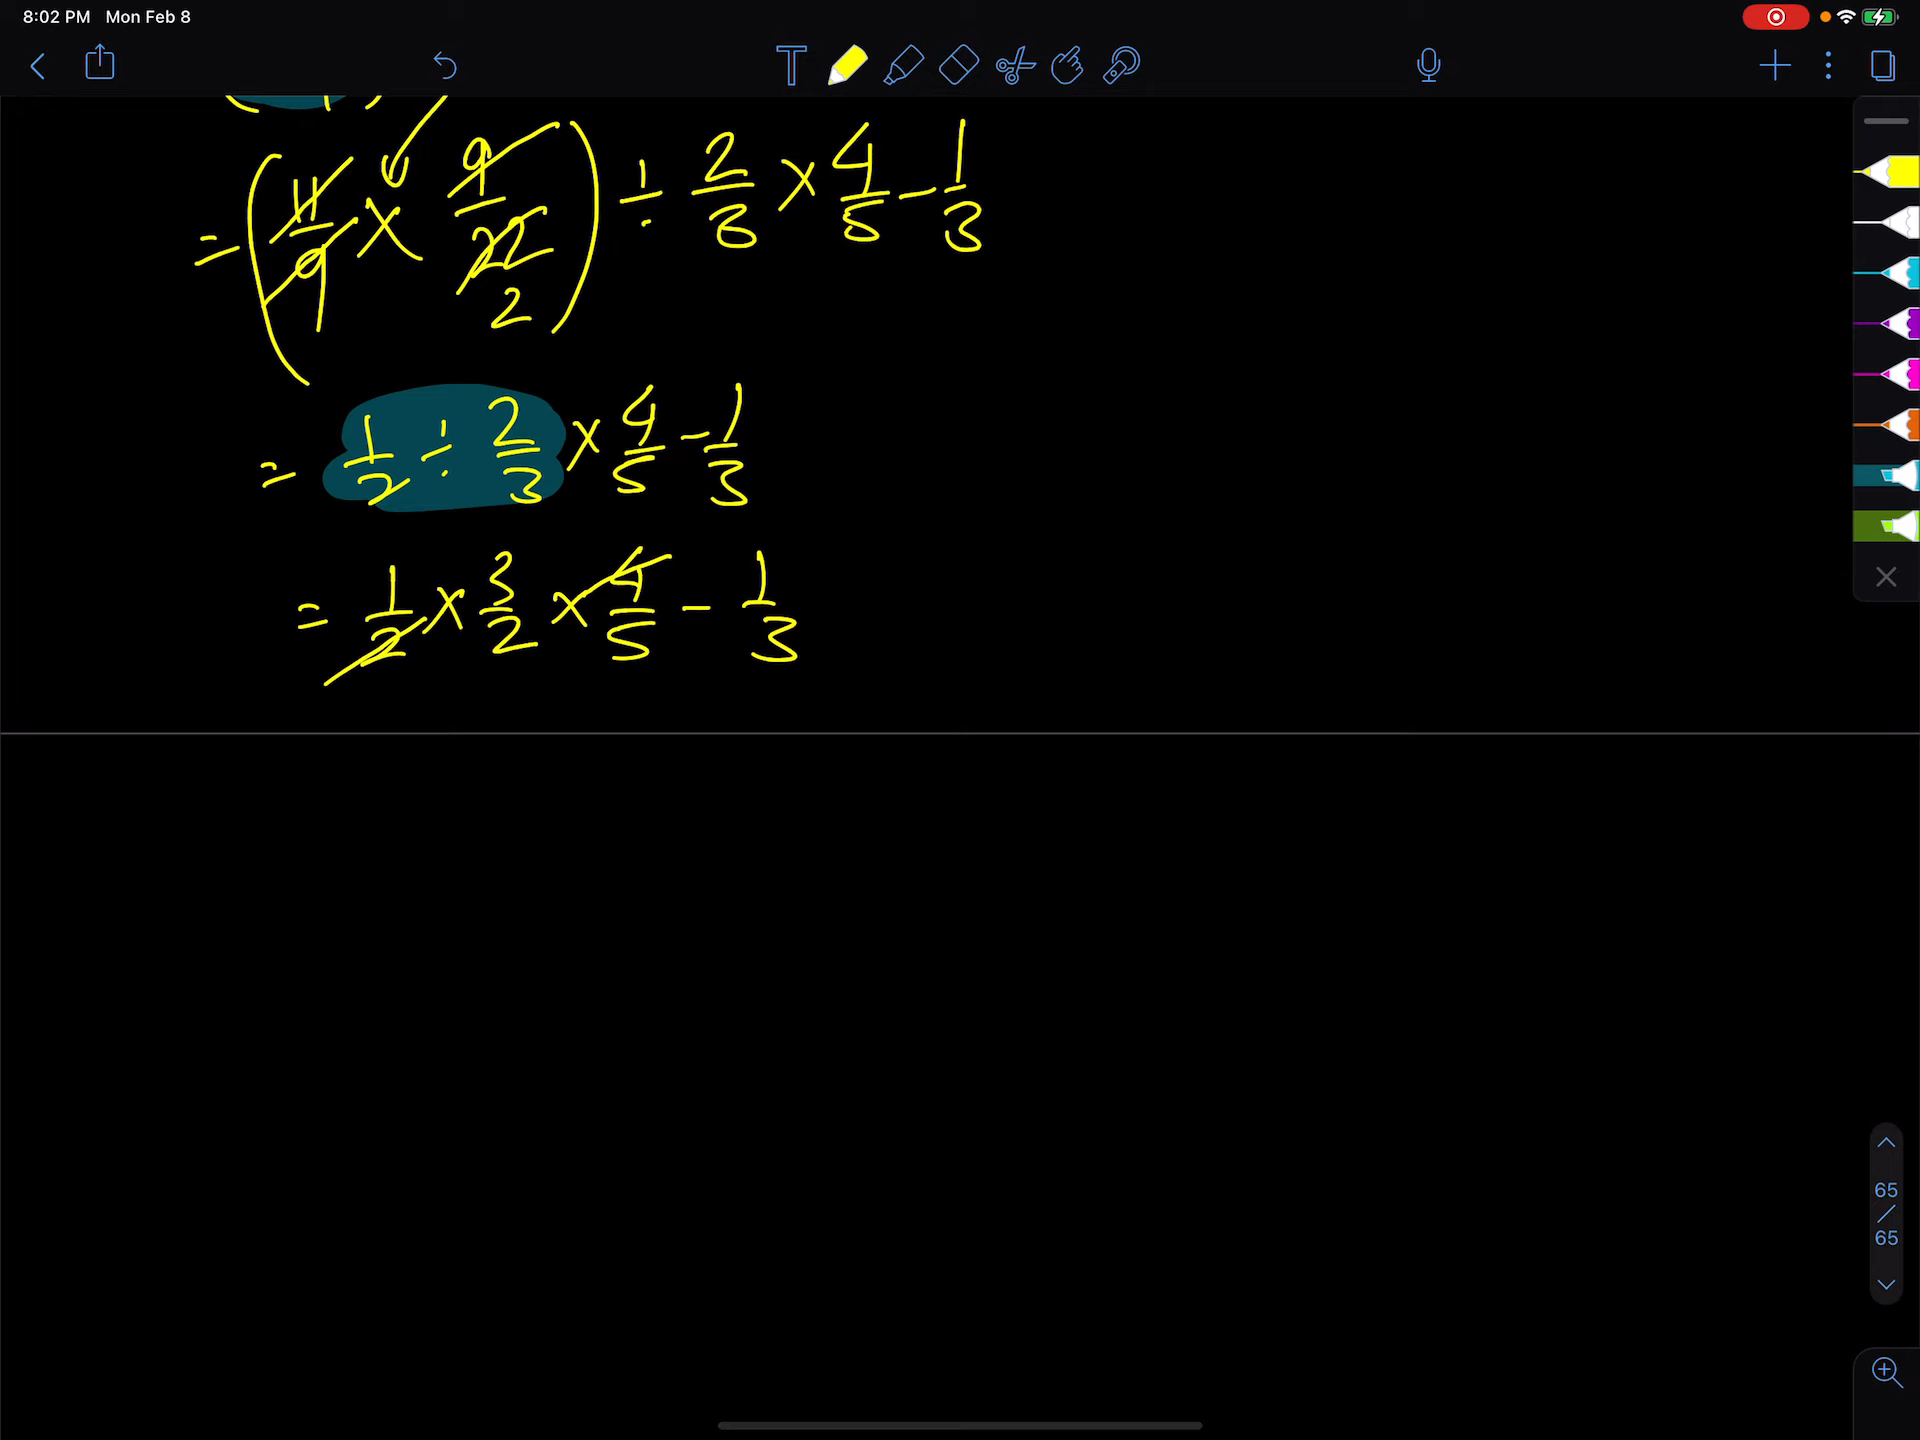 8:02 PM Mon Feb 8
T
= (11/9 × 9/22) ÷ 2/3 × 4/5 - 1/3
2
= 1/2 ÷ 2/3 × 4/5 - 1/3
= 1/2 × 3/2 × 4/5 - 1/3
65
/
65